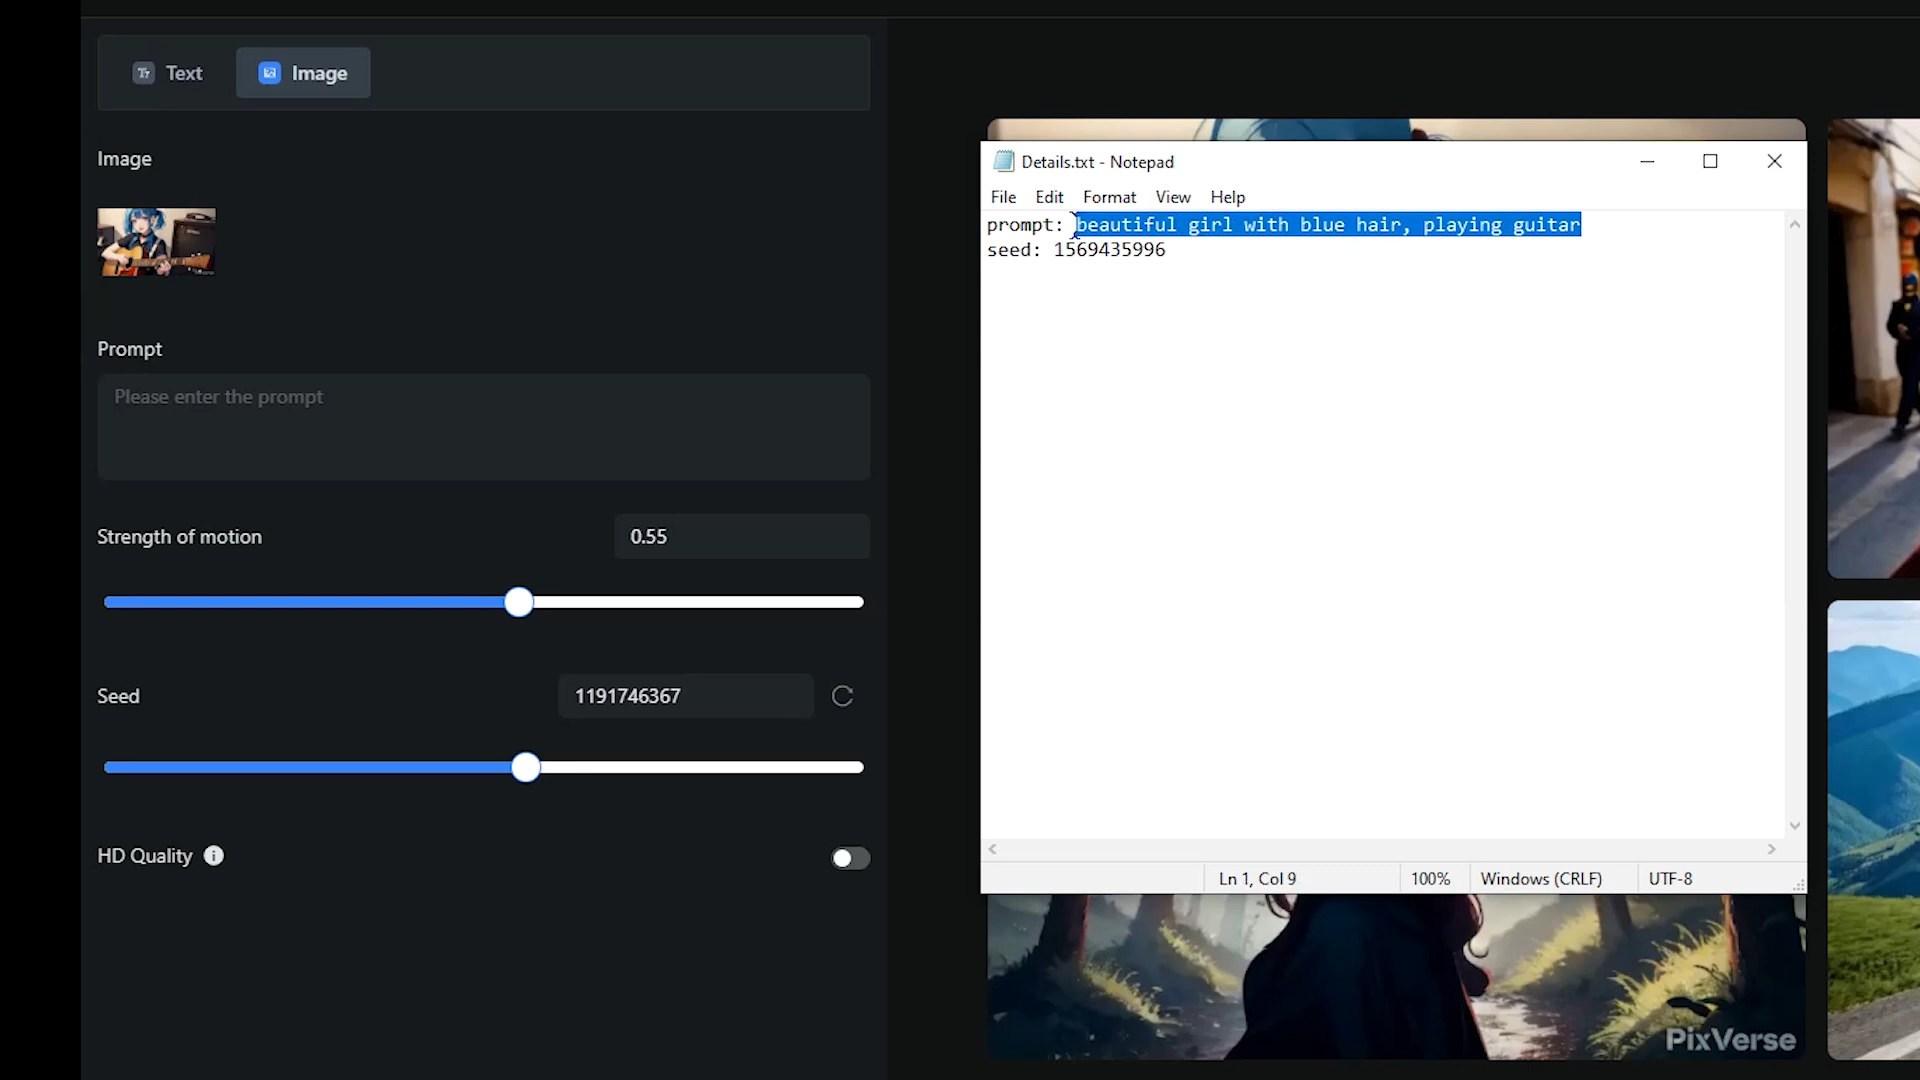 Text
Image
Image
Prompt
Please enter the prompt
Strength of motion
0.55
Seed
1191746367
HD Quality
Details.txt - Notepad
File Edit Format View Help
prompt: beautiful girl with blue hair, playing guitar
seed: 1569435996
Ln 1, Col 9
100%
Windows (CRLF)
UTF-8
PixVerse